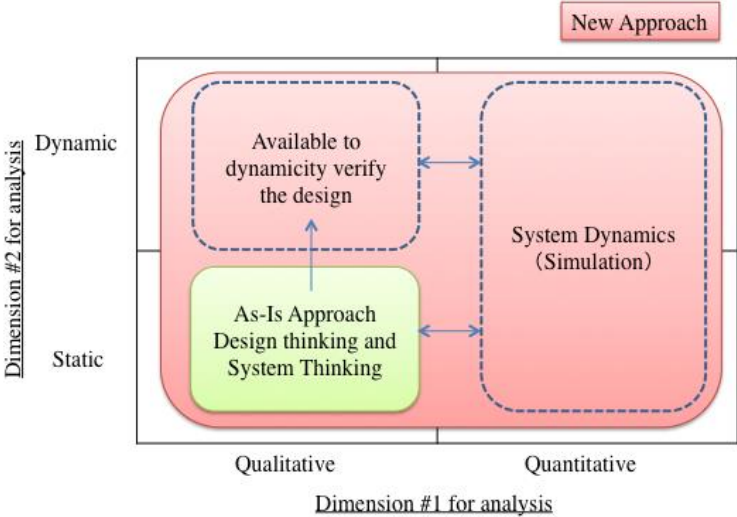 New Approach
Dimension #2 for analysis
Dynamic
Static
Available to
dynamicity verify
the design
System Dynamics
（Simulation）
As-Is Approach
Design thinking and
System Thinking
Qualitative
Quantitative
Dimension #1 for analysis